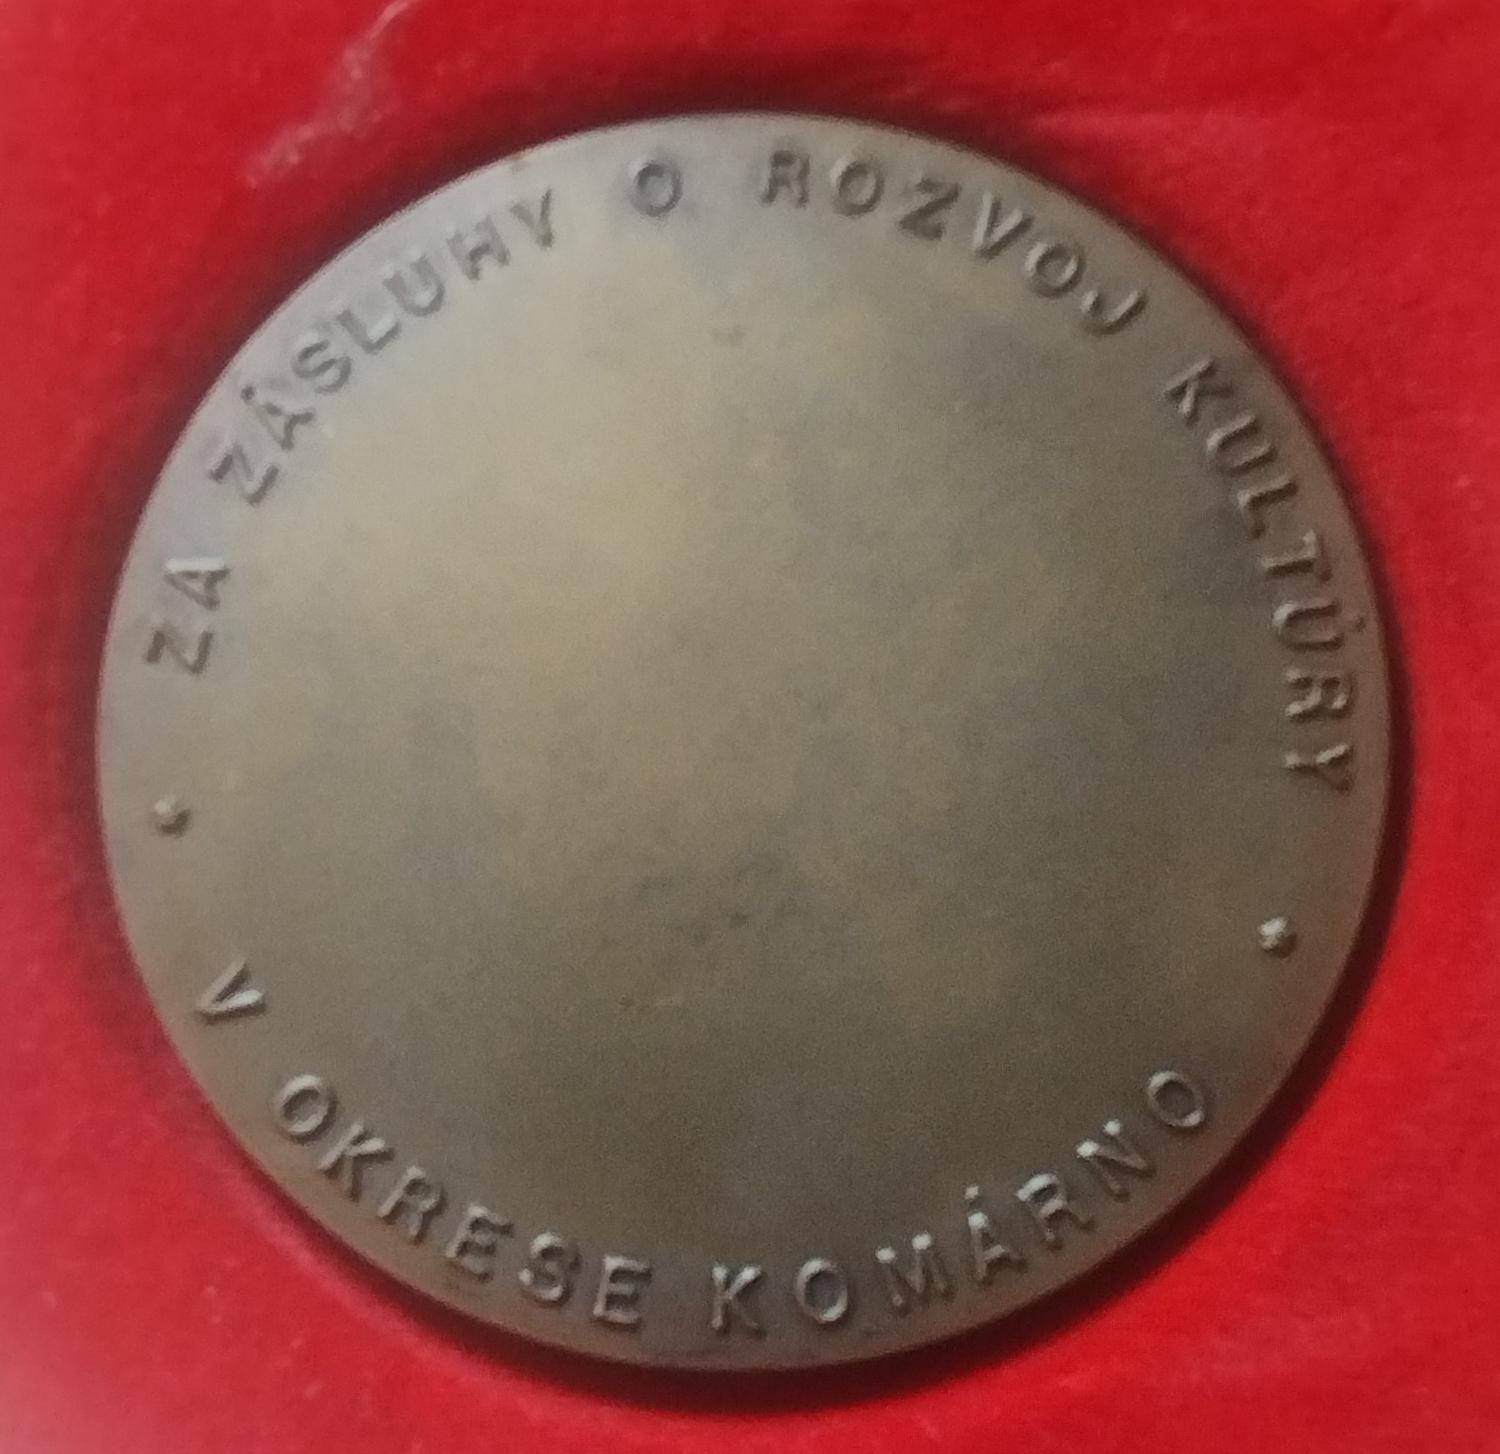 ZA ZÁSLUHY O ROZVOJ KULTÚRY
V OKRESE KOMÁRNO